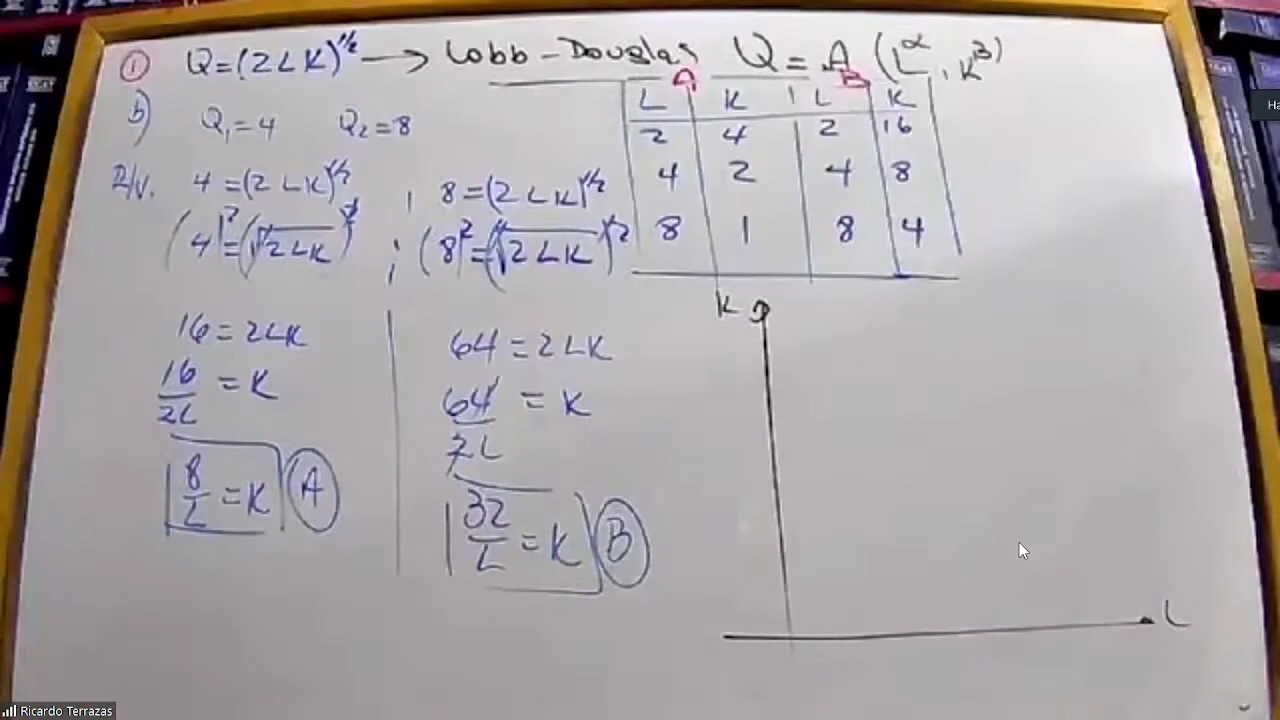 ① Q=(2LK)^½ → Cobb-Douglas Q = A (L^α, K^B)
b) Q₁=4 Q₂=8
R/V. 4=(2LK)^½ ; 8=(2LK)^½
(4)²=(√2LK)² ; (8)²=(√2LK)²
16=2LK
16/2L = K
8/L = K Ⓐ
64=2LK
64/2L = K
32/L = K Ⓑ
A B
L K L K
2 4 2 16
4 2 4 8
8 1 8 4
K
L
Ha
Ricardo Terrazas